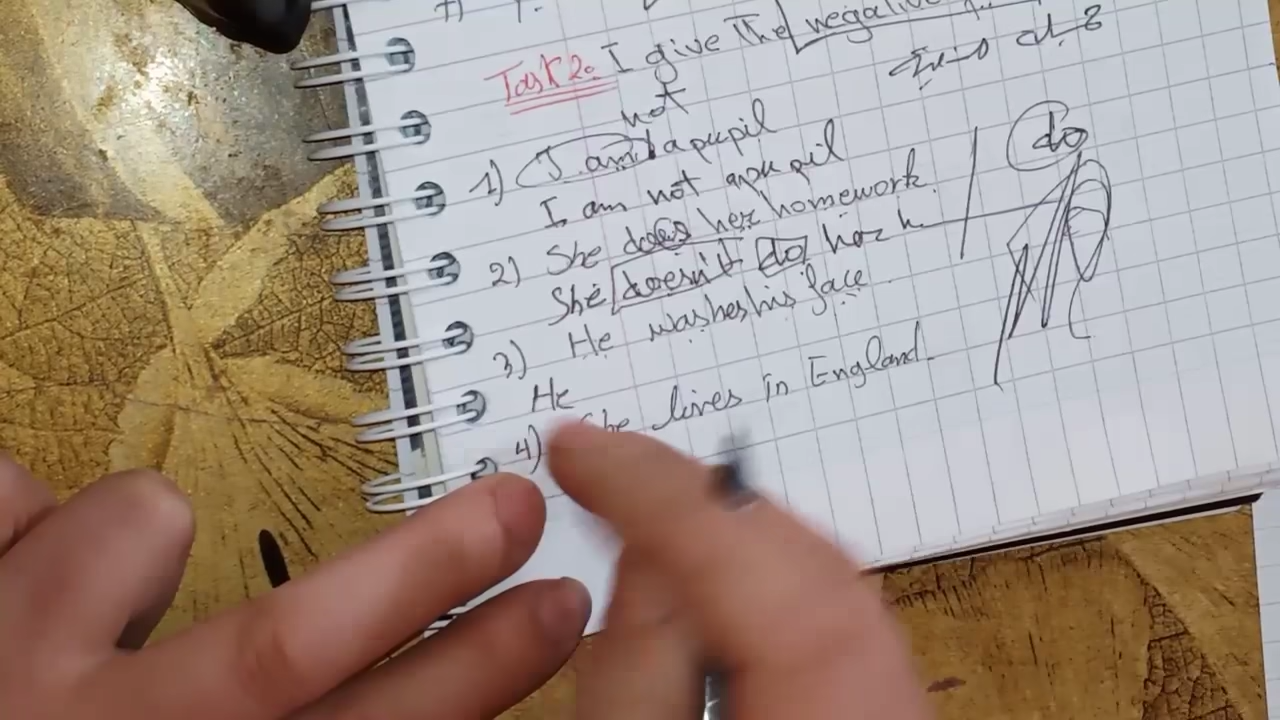 Task 2: I give the negative
not
1) I am a pupil
I am not a pupil
2) She does her homework. do
She doesn't do her h
3) He washes his face
He
4) She lives in England.